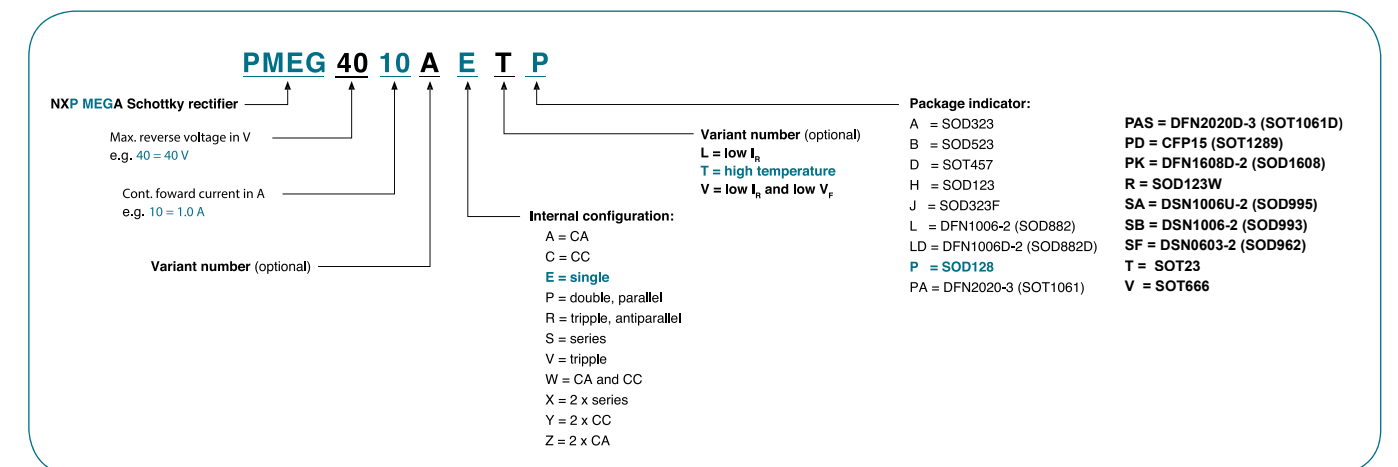 PMEG 40 10 A E T P
NXP MEGA Schottky rectifier
Max. reverse voltage in V
e.g. 40 = 40 V
Cont. foward current in A
e.g. 10 = 1.0 A
Variant number (optional)
Internal configuration:
A = CA
C = CC
E = single
P = double, parallel
R = tripple, antiparallel
S = series
V = tripple
W = CA and CC
X = 2 x series
Y = 2 x CC
Z = 2 x CA
Variant number (optional)
L = low IR
T = high temperature
V = low IR and low VF
Package indicator:
A = SOD323
B = SOD523
D = SOT457
H = SOD123
J = SOD323F
L = DFN1006-2 (SOD882)
LD = DFN1006D-2 (SOD882D)
P = SOD128
PA = DFN2020-3 (SOT1061)
PAS = DFN2020D-3 (SOT1061D)
PD = CFP15 (SOT1289)
PK = DFN1608D-2 (SOD1608)
R = SOD123W
SA = DSN1006U-2 (SOD995)
SB = DSN1006-2 (SOD993)
SF = DSN0603-2 (SOD962)
T = SOT23
V = SOT666